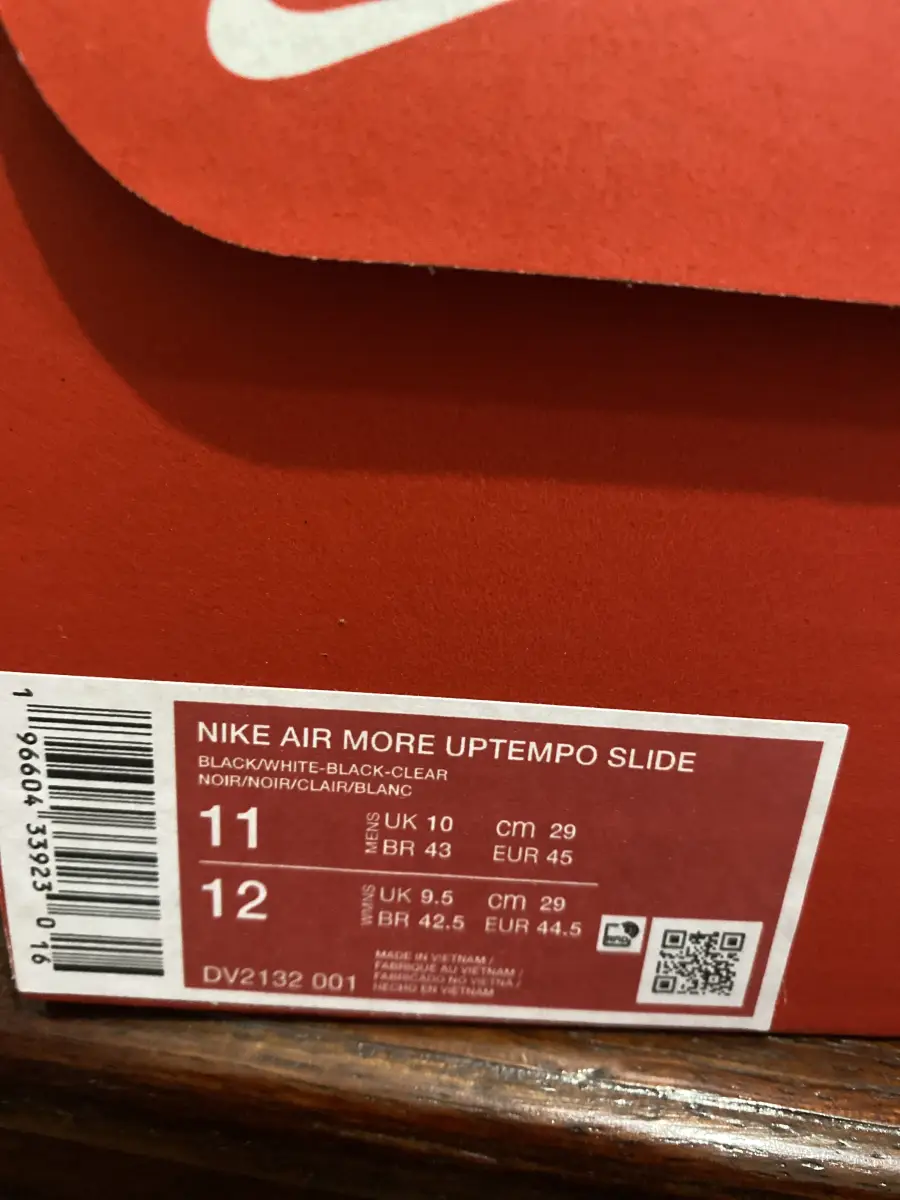 NIKE AIR MORE UPTEMPO SLIDE
BLACK/WHITE-BLACK-CLEAR
NOIR/NOIR/CLAIR/BLANC
11 MENS UK 10 cm 29
BR 43 EUR 45
12 WMNS UK 9.5 cm 29
BR 42.5 EUR 44.5
DV2132 001
MADE IN VIETNAM /
FABRIQUÉ AU VIETNAM /
FABRICADO NO VIETNÃ /
HECHO EN VIETNAM
1 96604 33923 0 16